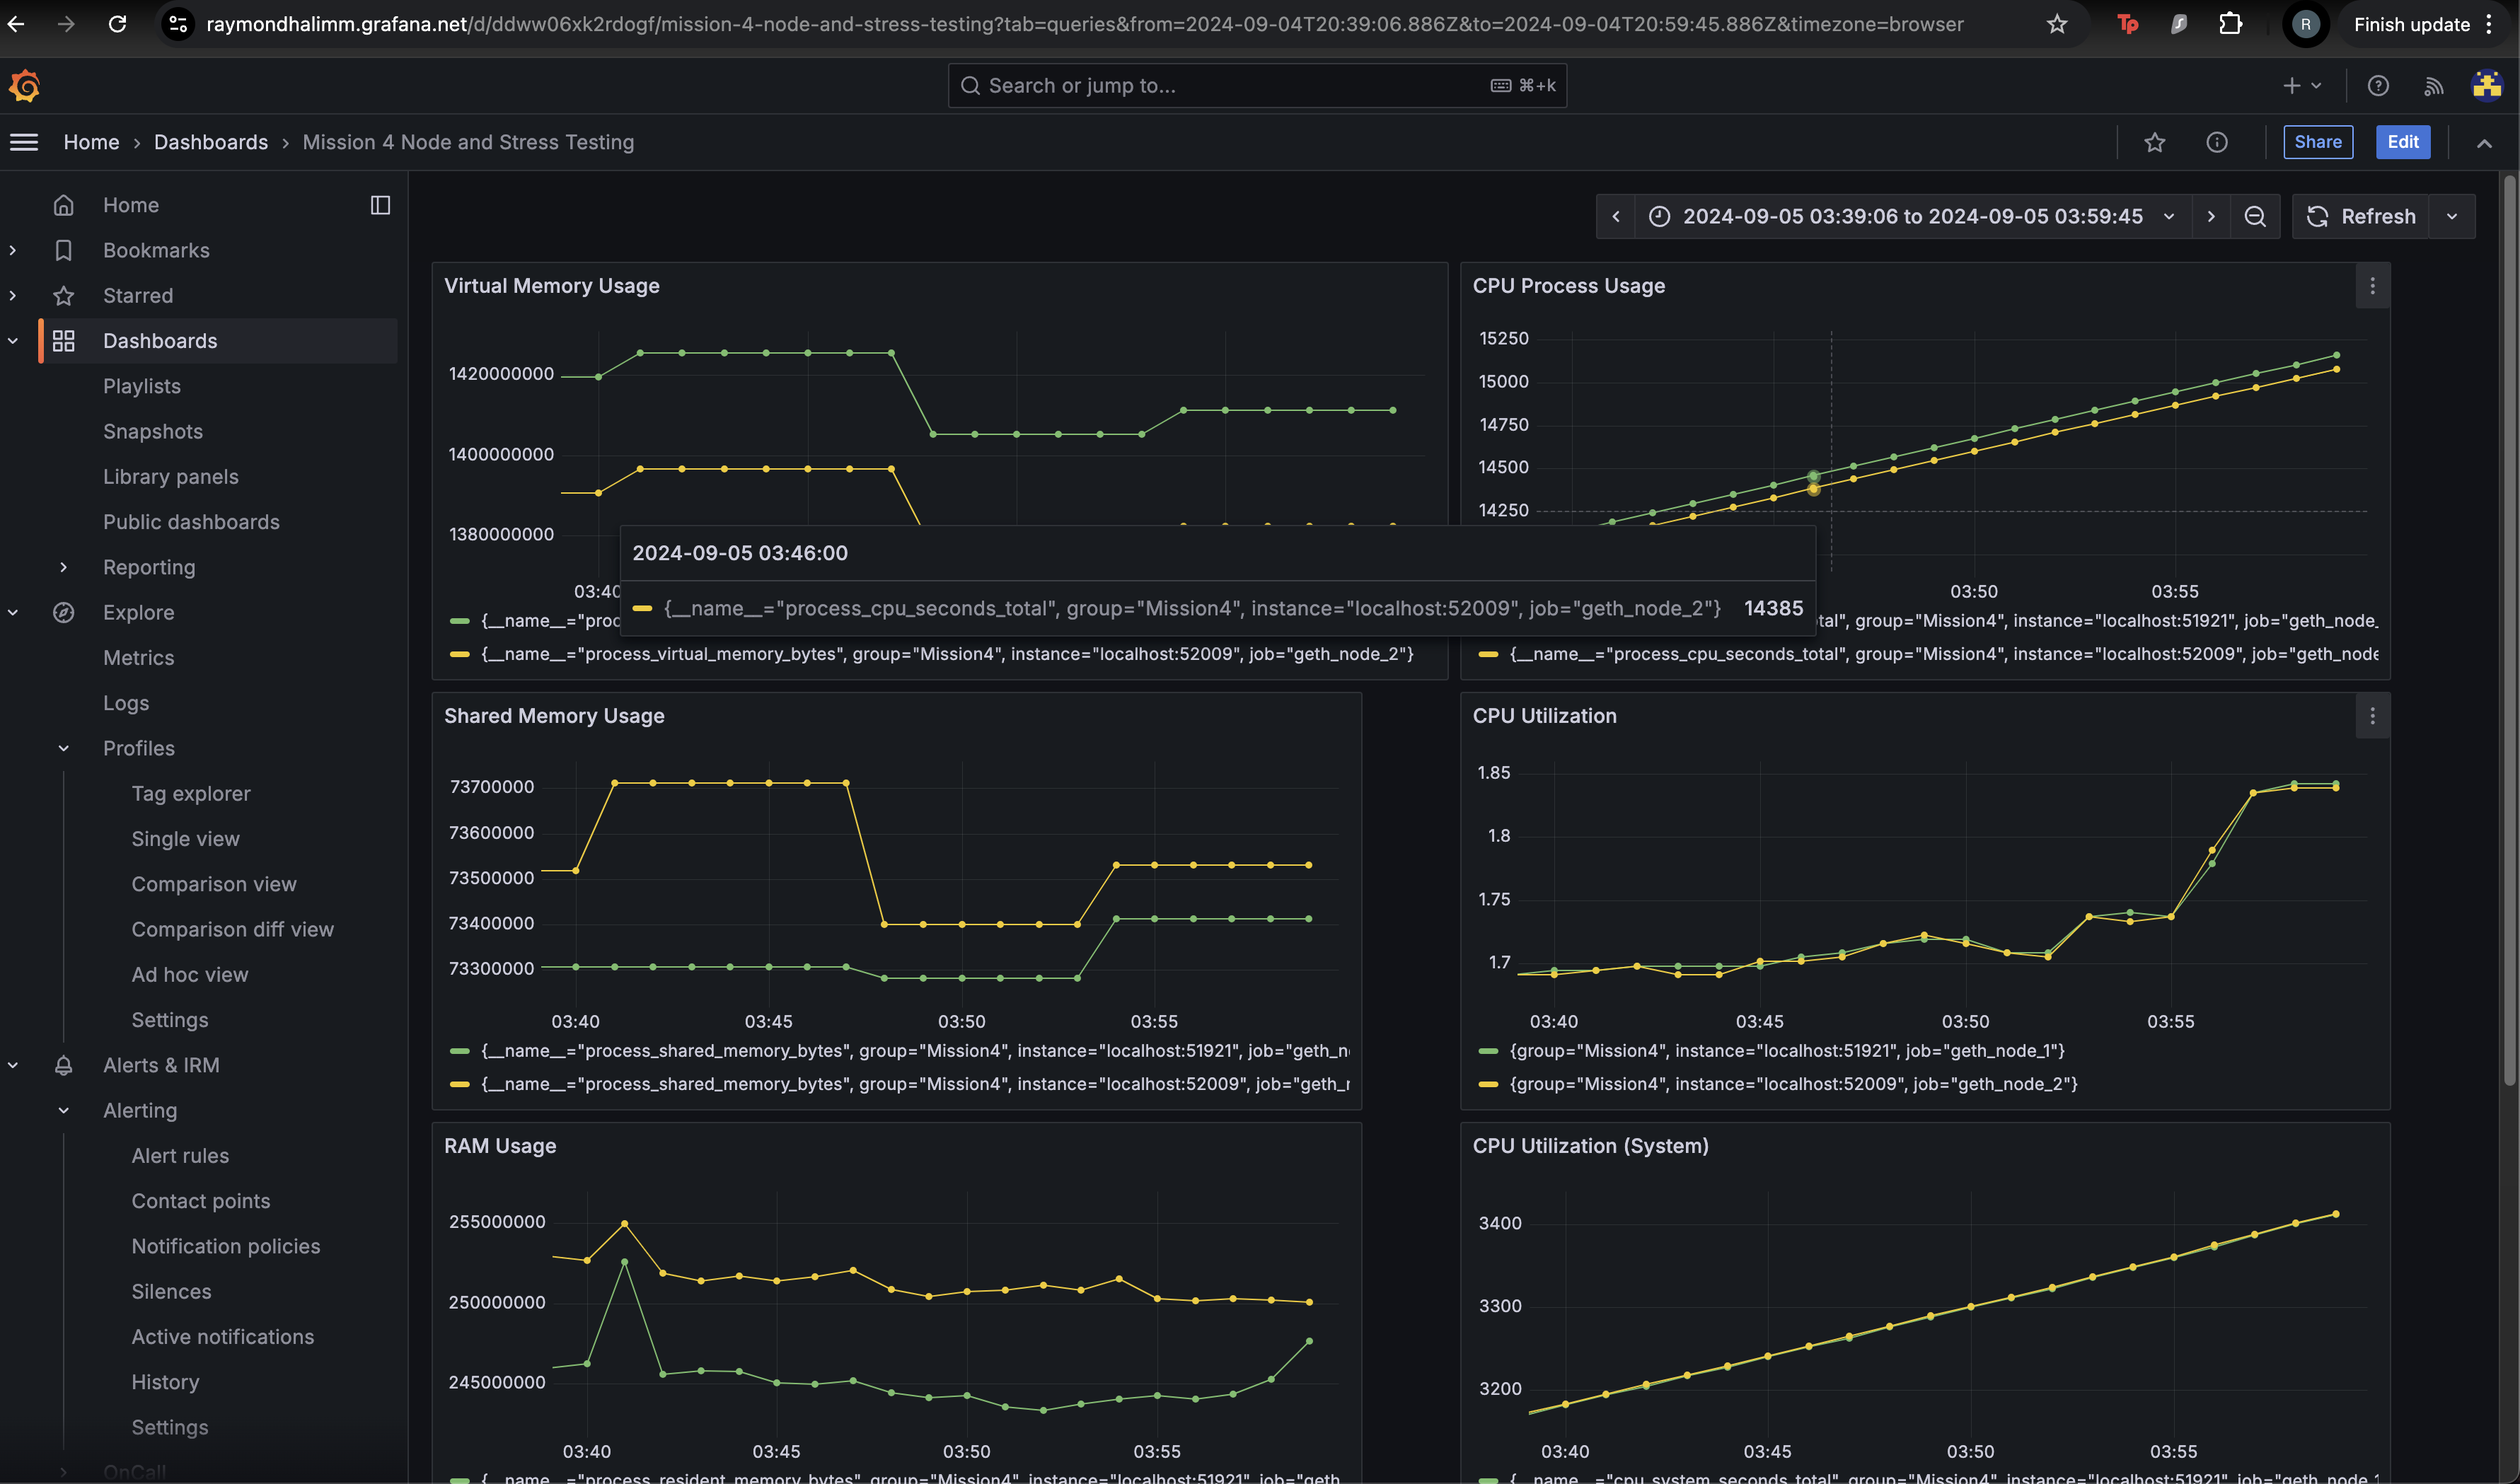 raymondhalimm.grafana.net/d/ddww06xk2rdogf/mission-4-node-and-stress-testing?tab=queries&from=2024-09-04T20:39:06.886Z&to=2024-09-04T20:59:45.886Z&timezone=browser
Tp
R
Finish update
Search or jump to...
⌘+k
Home › Dashboards › Mission 4 Node and Stress Testing
Share
Edit
Home
Bookmarks
Starred
Dashboards
Playlists
Snapshots
Library panels
Public dashboards
Reporting
Explore
Metrics
Logs
Profiles
Tag explorer
Single view
Comparison view
Comparison diff view
Ad hoc view
Settings
Alerts & IRM
Alerting
Alert rules
Contact points
Notification policies
Silences
Active notifications
History
Settings
OnCall
2024-09-05 03:39:06 to 2024-09-05 03:59:45
Refresh
Virtual Memory Usage
1420000000
1400000000
1380000000
03:40
{__name__="proc
{__name__="process_virtual_memory_bytes", group="Mission4", instance="localhost:52009", job="geth_node_2"}
2024-09-05 03:46:00
{__name__="process_cpu_seconds_total", group="Mission4", instance="localhost:52009", job="geth_node_2"} 14385
CPU Process Usage
15250
15000
14750
14500
14250
03:50
03:55
tal", group="Mission4", instance="localhost:51921", job="geth_node_
{__name__="process_cpu_seconds_total", group="Mission4", instance="localhost:52009", job="geth_node
Shared Memory Usage
73700000
73600000
73500000
73400000
73300000
03:40
03:45
03:50
03:55
{__name__="process_shared_memory_bytes", group="Mission4", instance="localhost:51921", job="geth_n
{__name__="process_shared_memory_bytes", group="Mission4", instance="localhost:52009", job="geth_r
CPU Utilization
1.85
1.8
1.75
1.7
03:40
03:45
03:50
03:55
{group="Mission4", instance="localhost:51921", job="geth_node_1"}
{group="Mission4", instance="localhost:52009", job="geth_node_2"}
RAM Usage
255000000
250000000
245000000
03:40
03:45
03:50
03:55
{__name__="process_resident_memory_bytes", group="Mission4", instance="localhost:51921", job="geth
CPU Utilization (System)
3400
3300
3200
03:40
03:45
03:50
03:55
{__name__="cpu_system_seconds_total", group="Mission4", instance="localhost:51921", job="geth_node_1